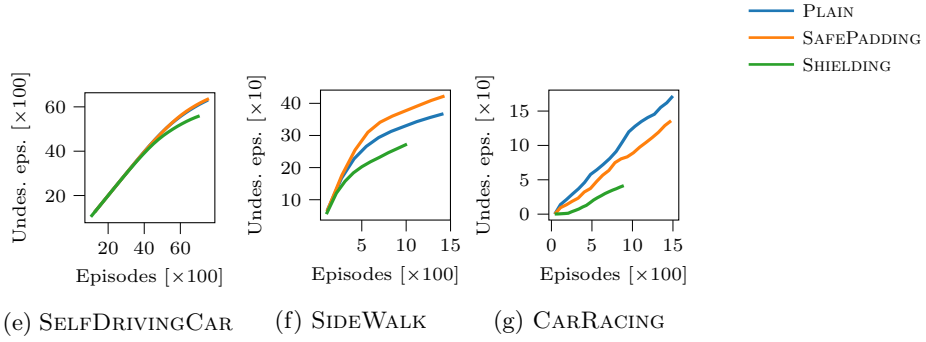 PLAIN
SAFEPADDING
SHIELDING
Undes. eps. [×100]
60
40
20
20 40 60
Episodes [×100]
(e) SELFDRIVINGCAR
Undes. eps. [×10]
40
30
20
10
5 10 15
Episodes [×100]
(f) SIDEWALK
Undes. eps. [×10]
15
10
5
0
0 5 10 15
Episodes [×100]
(g) CARRACING